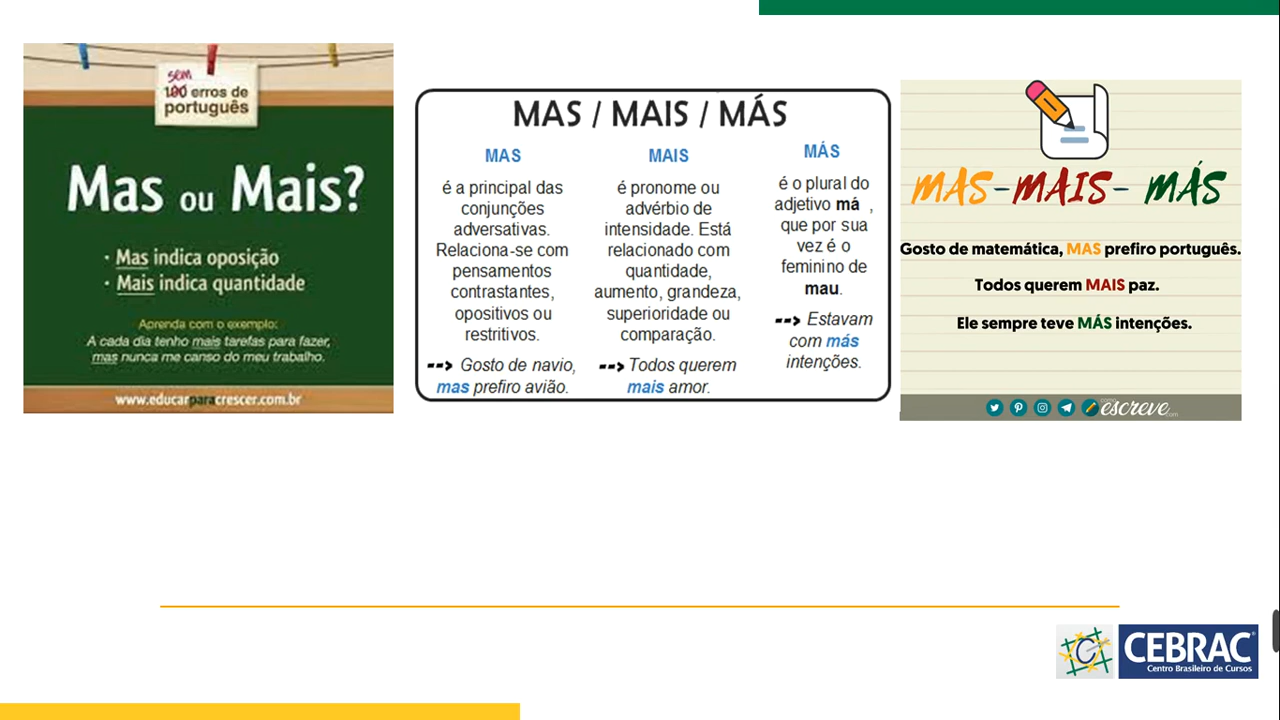 sem
100 erros de
português
Mas ou Mais?
· Mas indica oposição
· Mais indica quantidade
Aprenda com o exemplo:
A cada dia tenho mais tarefas para fazer,
mas nunca me canso do meu trabalho.
www.educarparacrescer.com.br
MAS / MAIS / MÁS
MAS
é a principal das
conjunções
adversativas.
Relaciona-se com
pensamentos
contrastantes,
opositivos ou
restritivos.
--> Gosto de navio,
mas prefiro avião.
MAIS
é pronome ou
advérbio de
intensidade. Está
relacionado com
quantidade,
aumento, grandeza,
superioridade ou
comparação.
--> Todos querem
mais amor.
MÁS
é o plural do
adjetivo má ,
que por sua
vez é o
feminino de
mau.
--> Estavam
com más
intenções.
MAS-MAIS- MÁS
Gosto de matemática, MAS prefiro português.
Todos querem MAIS paz.
Ele sempre teve MÁS intenções.
escreve.com
C
CEBRAC®
Centro Brasileiro de Cursos